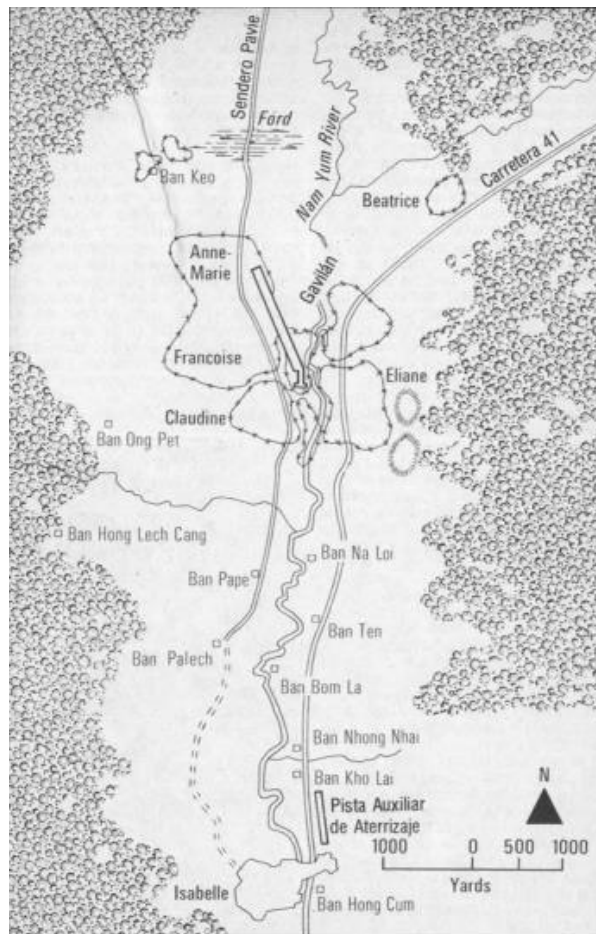 Sendero Pavie
Ford
Nam Yum River
Carretera 41
Ban Keo
Beatrice
Anne-
Marie
Gavilán
Francoise
Eliane
Claudine
Ban Ong Pet
Ban Hong Lech Cang
Ban Na Loi
Ban Pape
Ban Ten
Ban Palech
Ban Bom La
Ban Nhong Nhai
Ban Kho Lai
N
Pista Auxiliar
de Aterrizaje
1000 0 500 1000
Yards
Isabelle
Ban Hong Cum